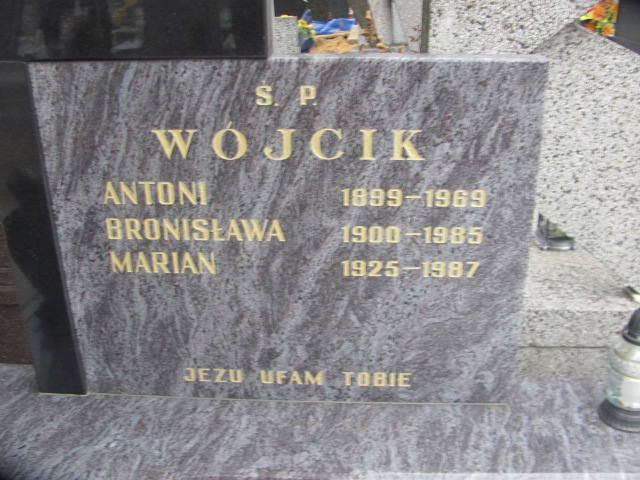 Ś. P.
WÓJCIK
ANTONI 1899-1969
BRONISŁAWA 1900-1985
MARIAN 1925-1987
JEZU UFAM TOBIE